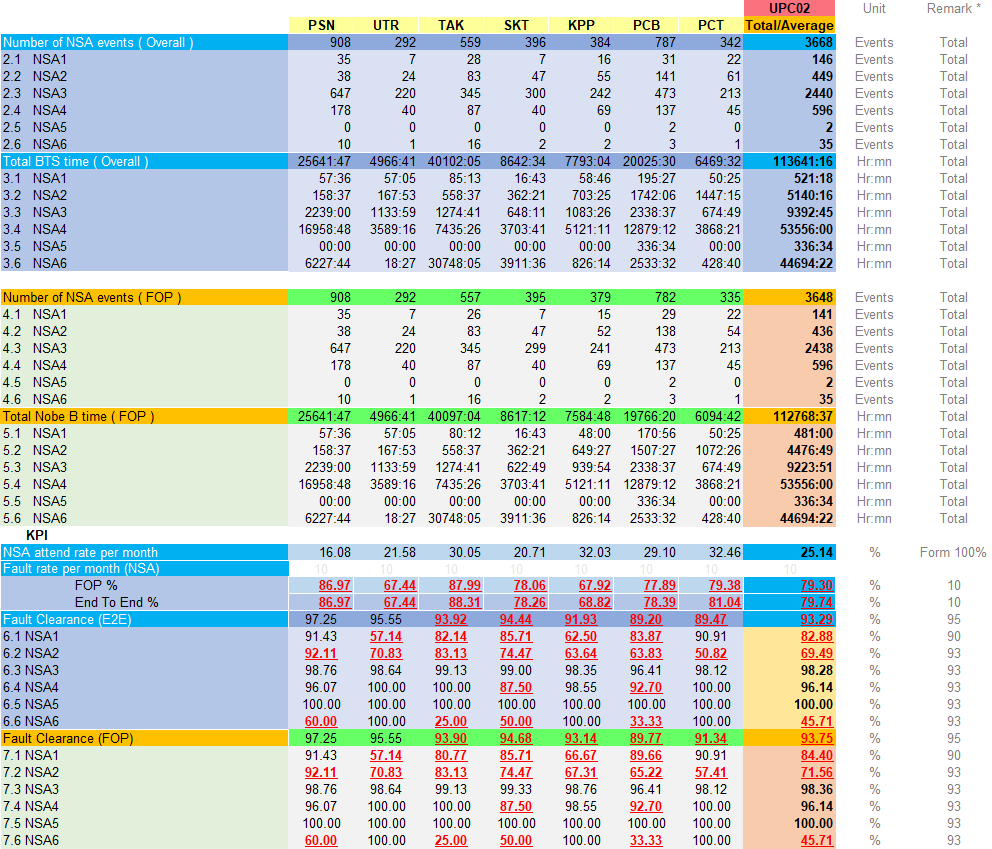 UPC02 Unit Remark *
PSN UTR TAK SKT KPP PCB PCT Total/Average
Number of NSA events ( Overall ) 908 292 559 396 384 787 342 3668 Events Total
2.1 NSA1 35 7 28 7 16 31 22 146 Events Total
2.2 NSA2 38 24 83 47 55 141 61 449 Events Total
2.3 NSA3 647 220 345 300 242 473 213 2440 Events Total
2.4 NSA4 178 40 87 40 69 137 45 596 Events Total
2.5 NSA5 0 0 0 0 0 2 0 2 Events Total
2.6 NSA6 10 1 16 2 2 3 1 35 Events Total
Total BTS time ( Overall ) 25641:47 4966:41 40102:05 8642:34 7793:04 20025:30 6469:32 113641:16 Hr:mn Total
3.1 NSA1 57:36 57:05 85:13 16:43 58:46 195:27 50:25 521:18 Hr:mn Total
3.2 NSA2 158:37 167:53 558:37 362:21 703:25 1742:06 1447:15 5140:16 Hr:mn Total
3.3 NSA3 2239:00 1133:59 1274:41 648:11 1083:26 2338:37 674:49 9392:45 Hr:mn Total
3.4 NSA4 16958:48 3589:16 7435:26 3703:41 5121:11 12879:12 3868:21 53556:00 Hr:mn Total
3.5 NSA5 00:00 00:00 00:00 00:00 00:00 336:34 00:00 336:34 Hr:mn Total
3.6 NSA6 6227:44 18:27 30748:05 3911:36 826:14 2533:32 428:40 44694:22 Hr:mn Total
Number of NSA events ( FOP ) 908 292 557 395 379 782 335 3648 Events Total
4.1 NSA1 35 7 26 7 15 29 22 141 Events Total
4.2 NSA2 38 24 83 47 52 138 54 436 Events Total
4.3 NSA3 647 220 345 299 241 473 213 2438 Events Total
4.4 NSA4 178 40 87 40 69 137 45 596 Events Total
4.5 NSA5 0 0 0 0 0 2 0 2 Events Total
4.6 NSA6 10 1 16 2 2 3 1 35 Events Total
Total Nobe B time ( FOP ) 25641:47 4966:41 40097:04 8617:12 7584:48 19766:20 6094:42 112768:37 Hr:mn Total
5.1 NSA1 57:36 57:05 80:12 16:43 48:00 170:56 50:25 481:00 Hr:mn Total
5.2 NSA2 158:37 167:53 558:37 362:21 649:27 1507:27 1072:26 4476:49 Hr:mn Total
5.3 NSA3 2239:00 1133:59 1274:41 622:49 939:54 2338:37 674:49 9223:51 Hr:mn Total
5.4 NSA4 16958:48 3589:16 7435:26 3703:41 5121:11 12879:12 3868:21 53556:00 Hr:mn Total
5.5 NSA5 00:00 00:00 00:00 00:00 00:00 336:34 00:00 336:34 Hr:mn Total
5.6 NSA6 6227:44 18:27 30748:05 3911:36 826:14 2533:32 428:40 44694:22 Hr:mn Total
KPI
NSA attend rate per month 16.08 21.58 30.05 20.71 32.03 29.10 32.46 25.14 % Form 100%
Fault rate per month (NSA) 10 10 10 10 10 10 10 10
FOP % 86.97 67.44 87.99 78.06 67.92 77.89 79.38 79.30 % 10
End To End % 86.97 67.44 88.31 78.26 68.82 78.39 81.04 79.74 % 10
Fault Clearance (E2E) 97.25 95.55 93.92 94.44 91.93 89.20 89.47 93.29 % 95
6.1 NSA1 91.43 57.14 82.14 85.71 62.50 83.87 90.91 82.88 % 90
6.2 NSA2 92.11 70.83 83.13 74.47 63.64 63.83 50.82 69.49 % 93
6.3 NSA3 98.76 98.64 99.13 99.00 98.35 96.41 98.12 98.28 % 93
6.4 NSA4 96.07 100.00 100.00 87.50 98.55 92.70 100.00 96.14 % 93
6.5 NSA5 100.00 100.00 100.00 100.00 100.00 100.00 100.00 100.00 % 93
6.6 NSA6 60.00 100.00 25.00 50.00 100.00 33.33 100.00 45.71 % 93
Fault Clearance (FOP) 97.25 95.55 93.90 94.68 93.14 89.77 91.34 93.75 % 95
7.1 NSA1 91.43 57.14 80.77 85.71 66.67 89.66 90.91 84.40 % 90
7.2 NSA2 92.11 70.83 83.13 74.47 67.31 65.22 57.41 71.56 % 93
7.3 NSA3 98.76 98.64 99.13 99.33 98.76 96.41 98.12 98.36 % 93
7.4 NSA4 96.07 100.00 100.00 87.50 98.55 92.70 100.00 96.14 % 93
7.5 NSA5 100.00 100.00 100.00 100.00 100.00 100.00 100.00 100.00 % 93
7.6 NSA6 60.00 100.00 25.00 50.00 100.00 33.33 100.00 45.71 % 93